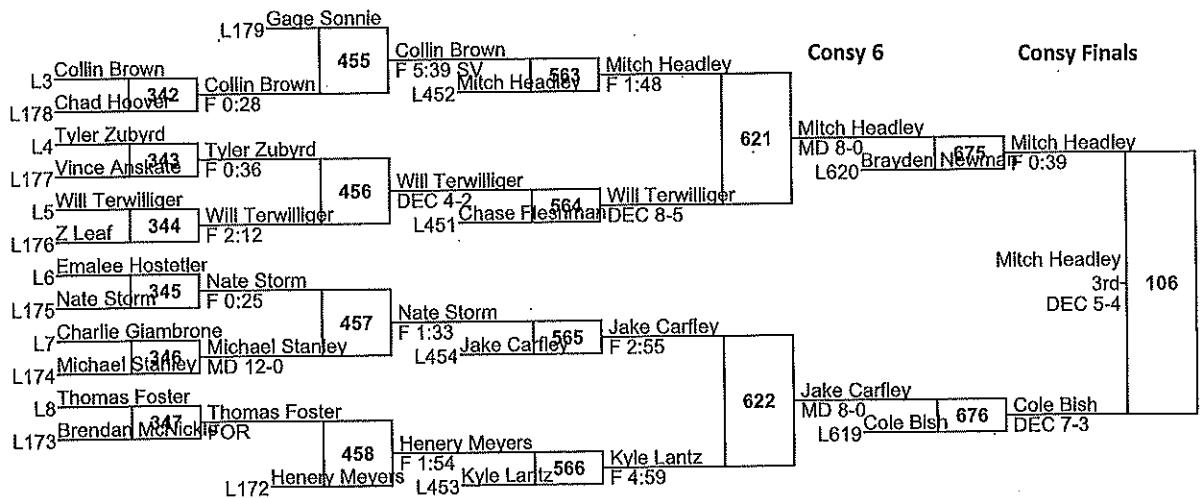 L179 Gage Sonnie
455
Collin Brown
F 5:39 SV
Consy 6
Consy Finals
L3 Collin Brown
342
Collin Brown
F 0:28
L178 Chad Hoover
L452 Mitch Headley
563
Mitch Headley
F 1:48
L4 Tyler Zubyrd
343
Tyler Zubyrd
F 0:36
L177 Vince Anskate
621
Mitch Headley
MD 8-0
L620 Brayden Newman
675
Mitch Headley
F 0:39
456
Will Terwilliger
DEC 4-2
L5 Will Terwilliger
344
Will Terwilliger
F 2:12
L176 Z Leaf
L451 Chase Fleshman
564
Will Terwilliger
DEC 8-5
L6 Emalee Hostetler
345
Nate Storm
F 0:25
L175 Nate Storm
Mitch Headley
3rd
DEC 5-4
106
457
Nate Storm
F 1:33
L7 Charlie Giambrone
346
Michael Stanley
MD 12-0
L174 Michael Stanley
L454 Jake Carfley
565
Jake Carfley
F 2:55
L8 Thomas Foster
347
Thomas Foster
FOR
L173 Brendan McNickle
622
Jake Carfley
MD 8-0
L619 Cole Bish
676
Cole Bish
DEC 7-3
458
Henery Meyers
F 1:54
L172 Henery Meyers
L453 Kyle Lantz
566
Kyle Lantz
F 4:59